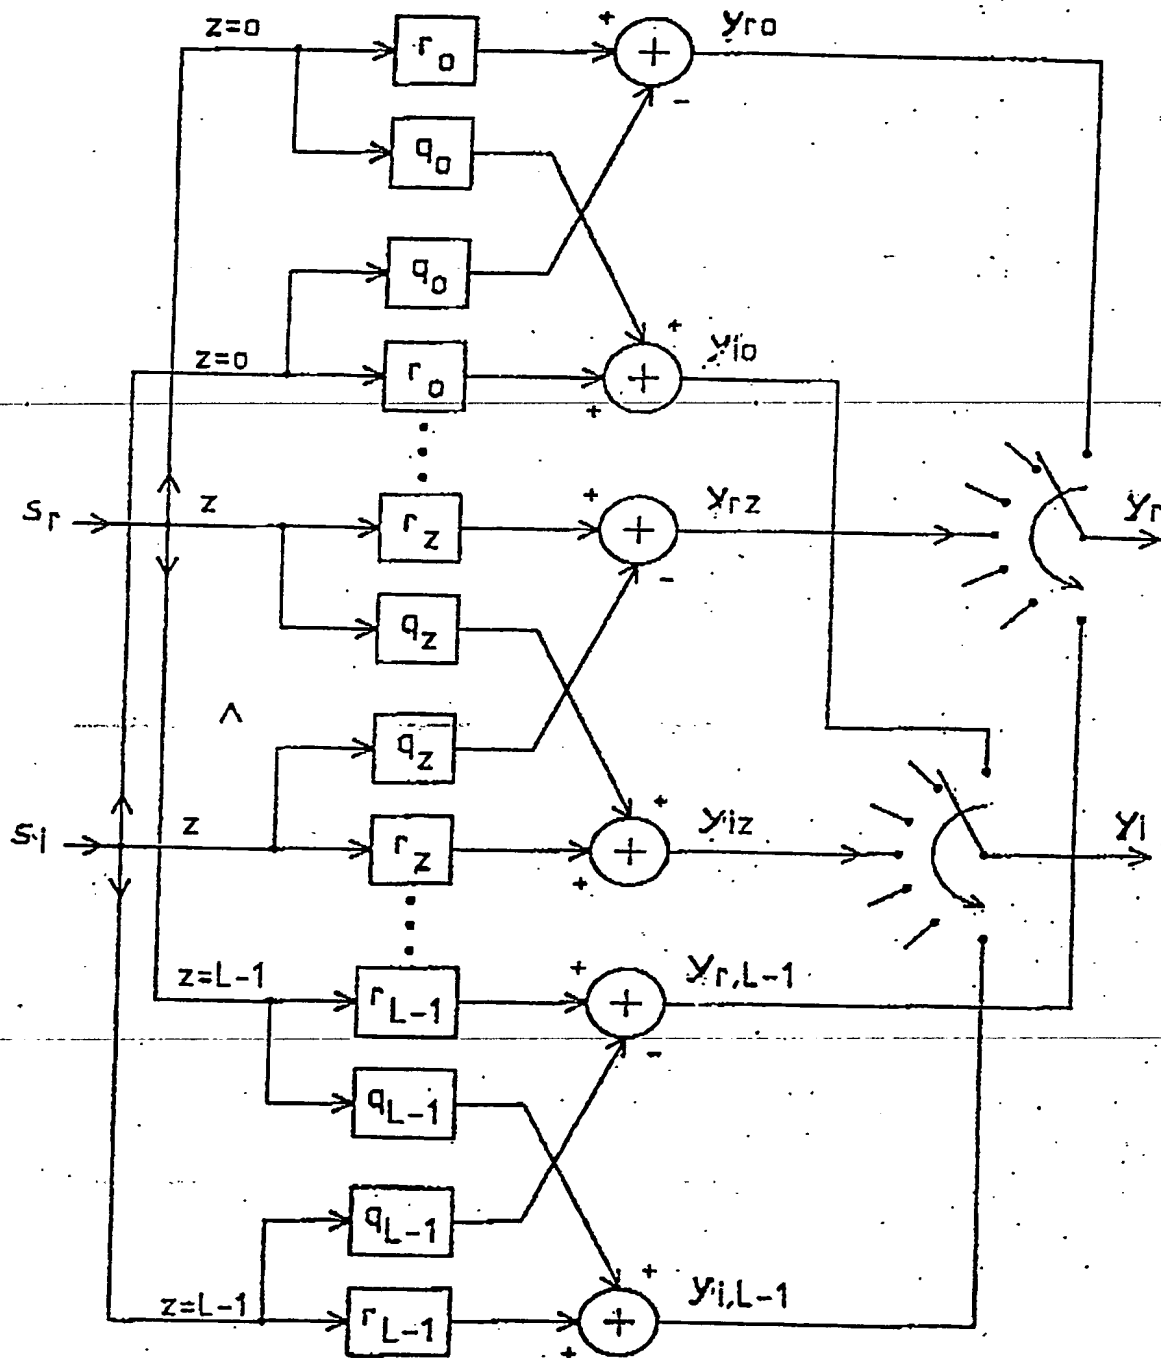 z=0 r0 + + yr0
-
q0
q0
z=0 r0 + + + yi0
sr z rz + + yrz yr
-
qz
qz
si z rz + + + yiz yi
z=L-1 rL-1 + + yr,L-1
-
qL-1
qL-1
z=L-1 rL-1 + + + yi,L-1